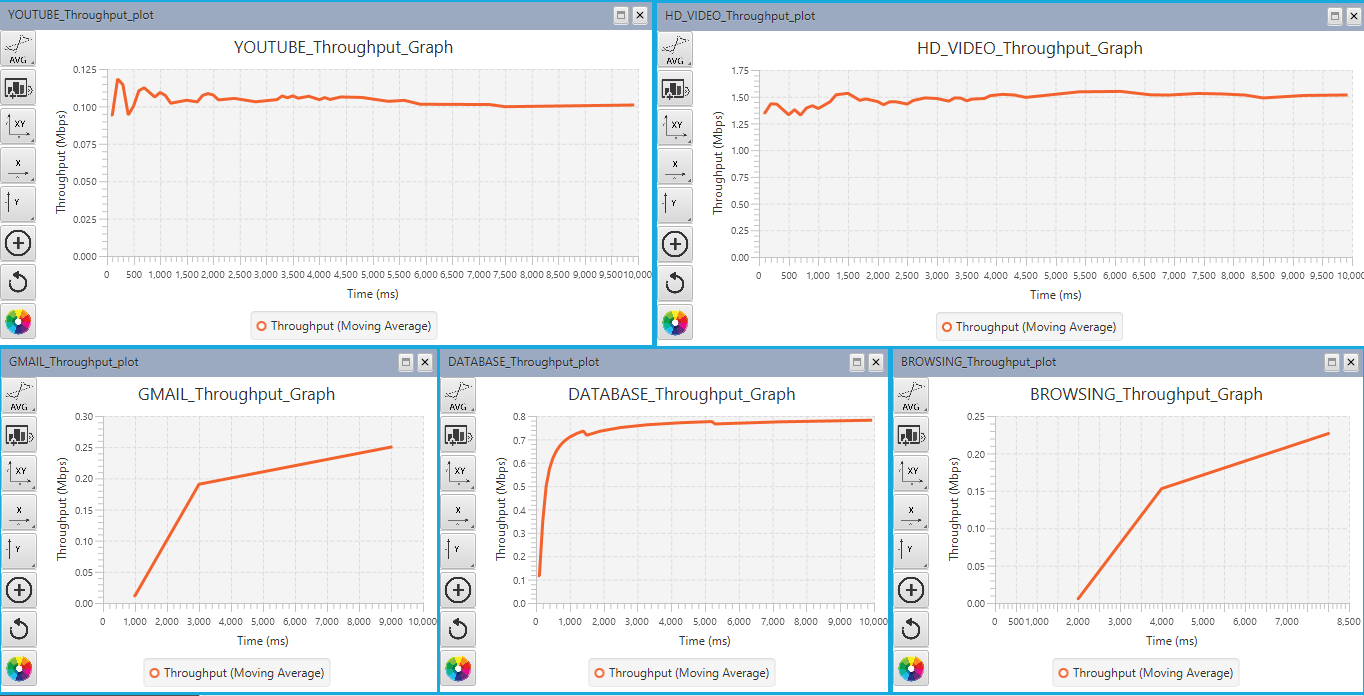 YOUTUBE_Throughput_plot
YOUTUBE_Throughput_Graph
AVG
XY
X
Y
Throughput (Mbps)
0.125
0.100
0.075
0.050
0.025
0.000
0 500 1,000 1,500 2,000 2,500 3,000 3,500 4,000 4,500 5,000 5,500 6,000 6,500 7,000 7,500 8,000 8,500 9,000 9,500 10,000
Time (ms)
Throughput (Moving Average)
HD_VIDEO_Throughput_plot
HD_VIDEO_Throughput_Graph
AVG
XY
X
Y
Throughput (Mbps)
1.75
1.50
1.25
1.00
0.75
0.50
0.25
0.00
0 500 1,000 1,500 2,000 2,500 3,000 3,500 4,000 4,500 5,000 5,500 6,000 6,500 7,000 7,500 8,000 8,500 9,000 9,500 10,000
Time (ms)
Throughput (Moving Average)
GMAIL_Throughput_plot
GMAIL_Throughput_Graph
AVG
XY
X
Y
Throughput (Mbps)
0.30
0.25
0.20
0.15
0.10
0.05
0.00
0 1,000 2,000 3,000 4,000 5,000 6,000 7,000 8,000 9,000 10,000
Time (ms)
Throughput (Moving Average)
DATABASE_Throughput_plot
DATABASE_Throughput_Graph
AVG
XY
X
Y
Throughput (Mbps)
0.8
0.7
0.6
0.5
0.4
0.3
0.2
0.1
0.0
0 1,000 2,000 3,000 4,000 5,000 6,000 7,000 8,000 9,000 10,000
Time (ms)
Throughput (Moving Average)
BROWSING_Throughput_plot
BROWSING_Throughput_Graph
AVG
XY
X
Y
Throughput (Mbps)
0.25
0.20
0.15
0.10
0.05
0.00
0 500 1,000 2,000 3,000 4,000 5,000 6,000 7,000 8,500
Time (ms)
Throughput (Moving Average)